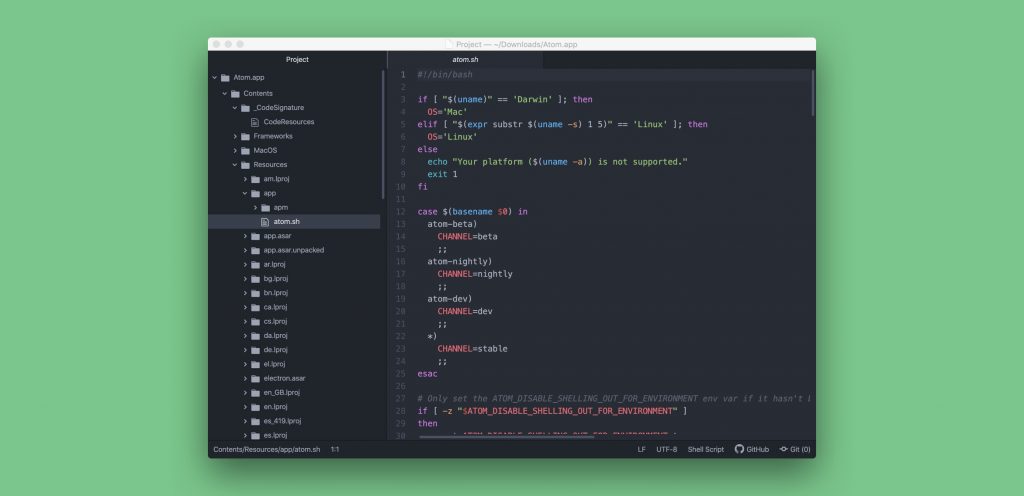 Project — ~/Downloads/Atom.app
Project
Atom.app
Contents
_CodeSignature
CodeResources
Frameworks
MacOS
Resources
am.lproj
app
apm
atom.sh
app.asar
app.asar.unpacked
ar.lproj
bg.lproj
bn.lproj
ca.lproj
cs.lproj
da.lproj
de.lproj
el.lproj
electron.asar
en_GB.lproj
en.lproj
es_419.lproj
es.lproj
atom.sh
1 #!/bin/bash
2
3 if [ "$(uname)" == 'Darwin' ]; then
4 OS='Mac'
5 elif [ "$(expr substr $(uname -s) 1 5)" == 'Linux' ]; then
6 OS='Linux'
7 else
8 echo "Your platform ($(uname -a)) is not supported."
9 exit 1
10 fi
11
12 case $(basename $0) in
13 atom-beta)
14 CHANNEL=beta
15 ;;
16 atom-nightly)
17 CHANNEL=nightly
18 ;;
19 atom-dev)
20 CHANNEL=dev
21 ;;
22 *)
23 CHANNEL=stable
24 ;;
25 esac
26
27 # Only set the ATOM_DISABLE_SHELLING_OUT_FOR_ENVIRONMENT env var if it hasn't
28 if [ -z "$ATOM_DISABLE_SHELLING_OUT_FOR_ENVIRONMENT" ]
29 then
30
Contents/Resources/app/atom.sh 1:1 LF UTF-8 Shell Script GitHub Git (0)